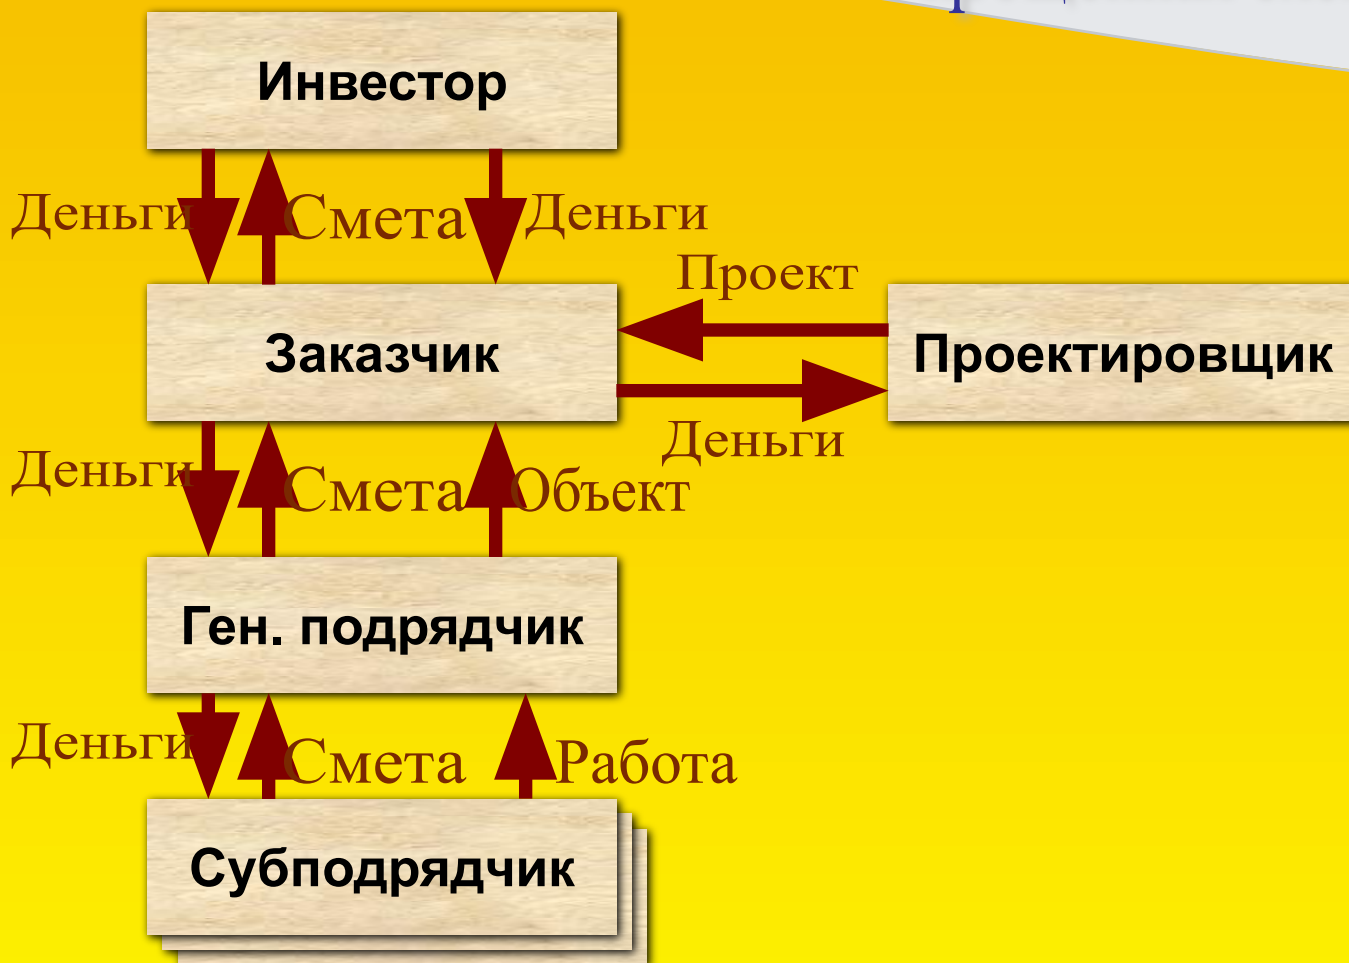 Инвестор
Деньги
Смета
Деньги
Проект
Заказчик
Проектировщик
Деньги
Деньги
Смета
Объект
Ген. подрядчик
Деньги
Смета
Работа
Субподрядчик